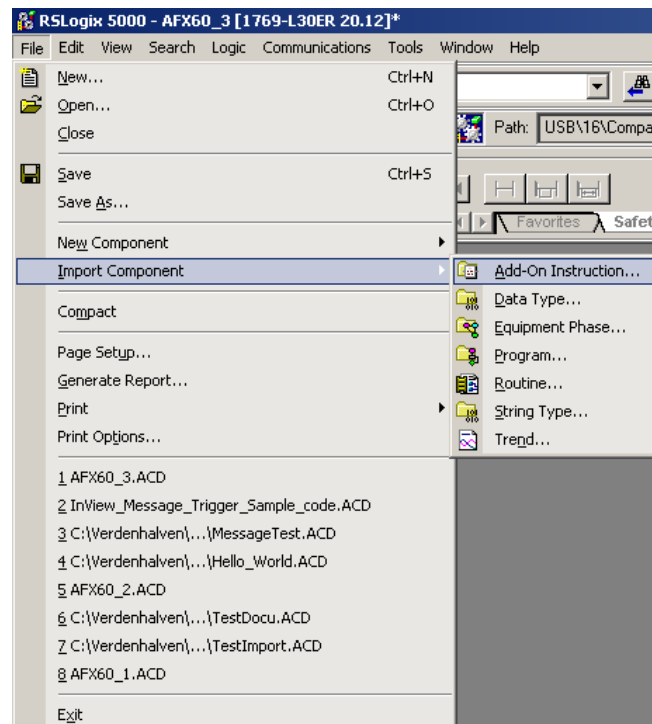 RSLogix 5000 - AFX60_3 [1769-L30ER 20.12]*
File Edit View Search Logic Communications Tools Window Help
New... Ctrl+N
Open... Ctrl+O
Close
Path: USB\16\Compa
Save Ctrl+S
Save As...
Favorites Safet
New Component
Import Component
Add-On Instruction...
Data Type...
Compact
Equipment Phase...
Page Setup...
Program...
Generate Report...
Routine...
Print
String Type...
Print Options...
Trend...
1 AFX60_3.ACD
2 InView_Message_Trigger_Sample_code.ACD
3 C:\Verdenhalven\...\MessageTest.ACD
4 C:\Verdenhalven\...\Hello_World.ACD
5 AFX60_2.ACD
6 C:\Verdenhalven\...\TestDocu.ACD
7 C:\Verdenhalven\...\TestImport.ACD
8 AFX60_1.ACD
Exit